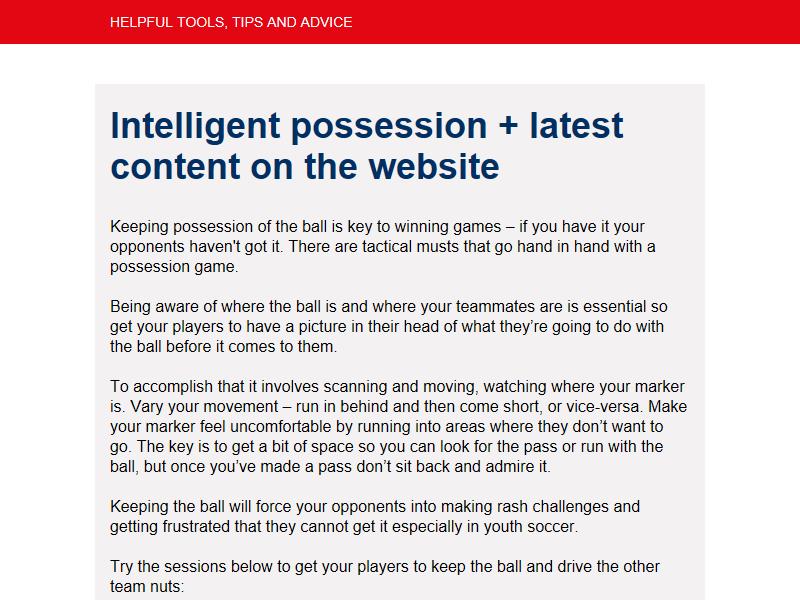 HELPFUL TOOLS, TIPS AND ADVICE
Intelligent possession + latest
content on the website
Keeping possession of the ball is key to winning games – if you have it your
opponents haven't got it. There are tactical musts that go hand in hand with a
possession game.
Being aware of where the ball is and where your teammates are is essential so
get your players to have a picture in their head of what they’re going to do with
the ball before it comes to them.
To accomplish that it involves scanning and moving, watching where your marker
is. Vary your movement – run in behind and then come short, or vice-versa. Make
your marker feel uncomfortable by running into areas where they don’t want to
go. The key is to get a bit of space so you can look for the pass or run with the
ball, but once you’ve made a pass don’t sit back and admire it.
Keeping the ball will force your opponents into making rash challenges and
getting frustrated that they cannot get it especially in youth soccer.
Try the sessions below to get your players to keep the ball and drive the other
team nuts: